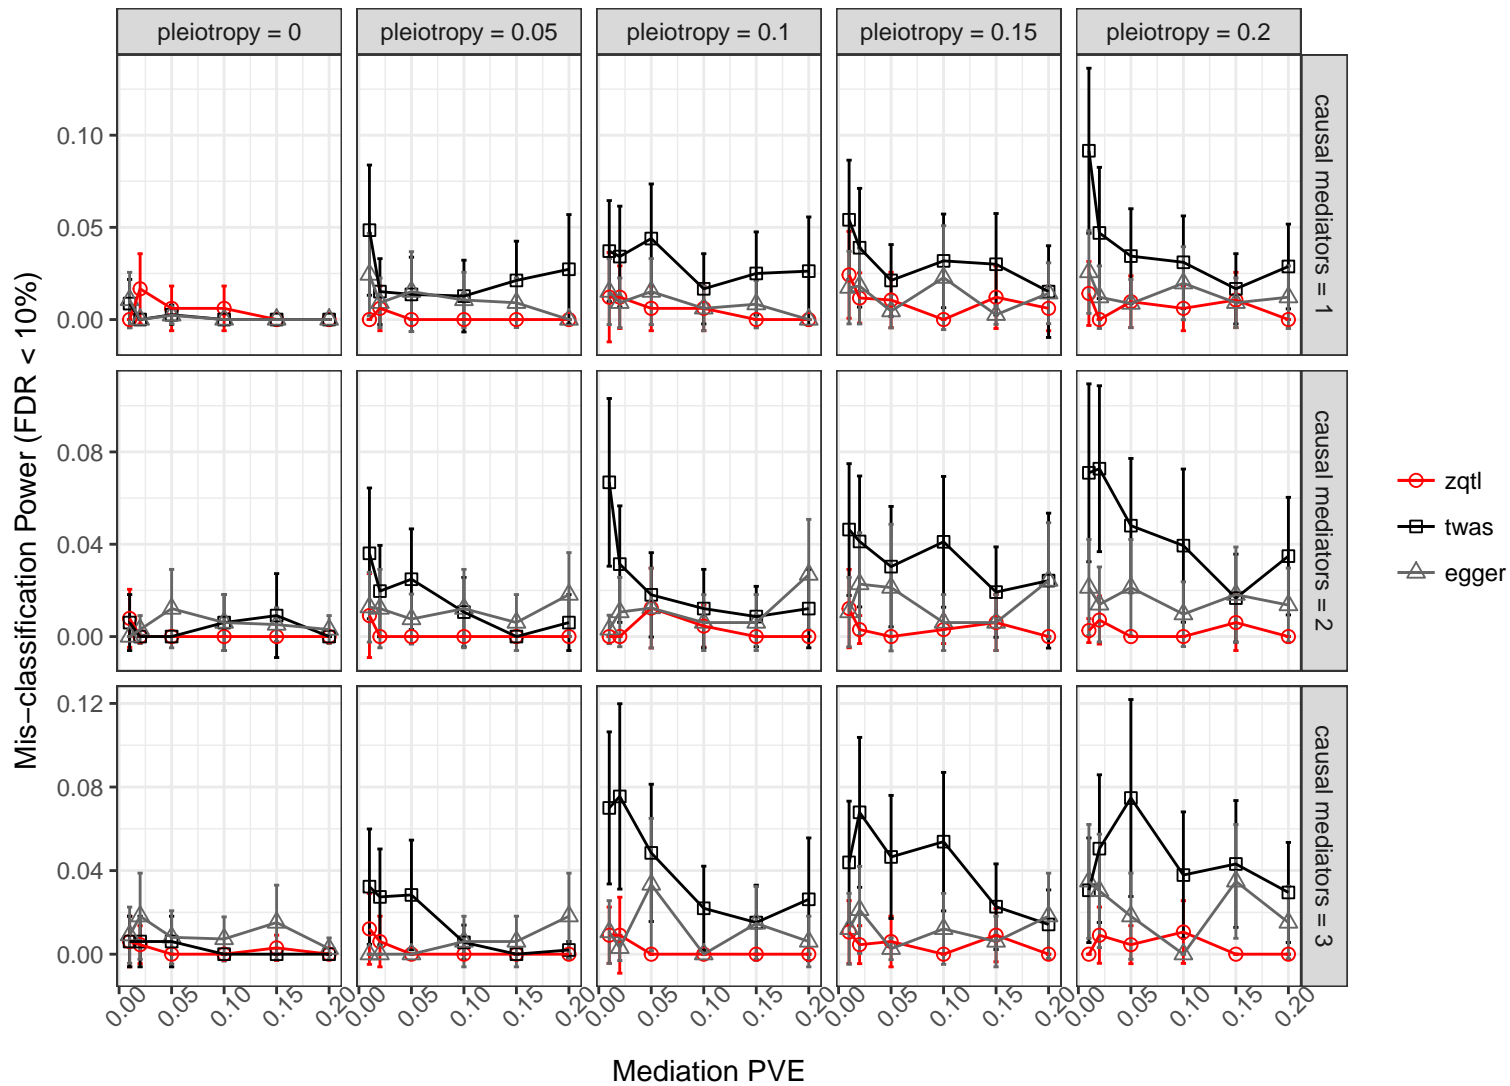 pleiotropy = 0
pleiotropy = 0.05
pleiotropy = 0.1
pleiotropy = 0.15
pleiotropy = 0.2
Mis−classification Power (FDR < 10%)
0.10
0.05
0.00
causal mediators = 1
0.08
0.04
0.00
causal mediators = 2
0.12
0.08
0.04
0.00
causal mediators = 3
0.00 0.05 0.10 0.15 0.20
0.00 0.05 0.10 0.15 0.20
0.00 0.05 0.10 0.15 0.20
0.00 0.05 0.10 0.15 0.20
0.00 0.05 0.10 0.15 0.20
Mediation PVE
zqtl
twas
egger